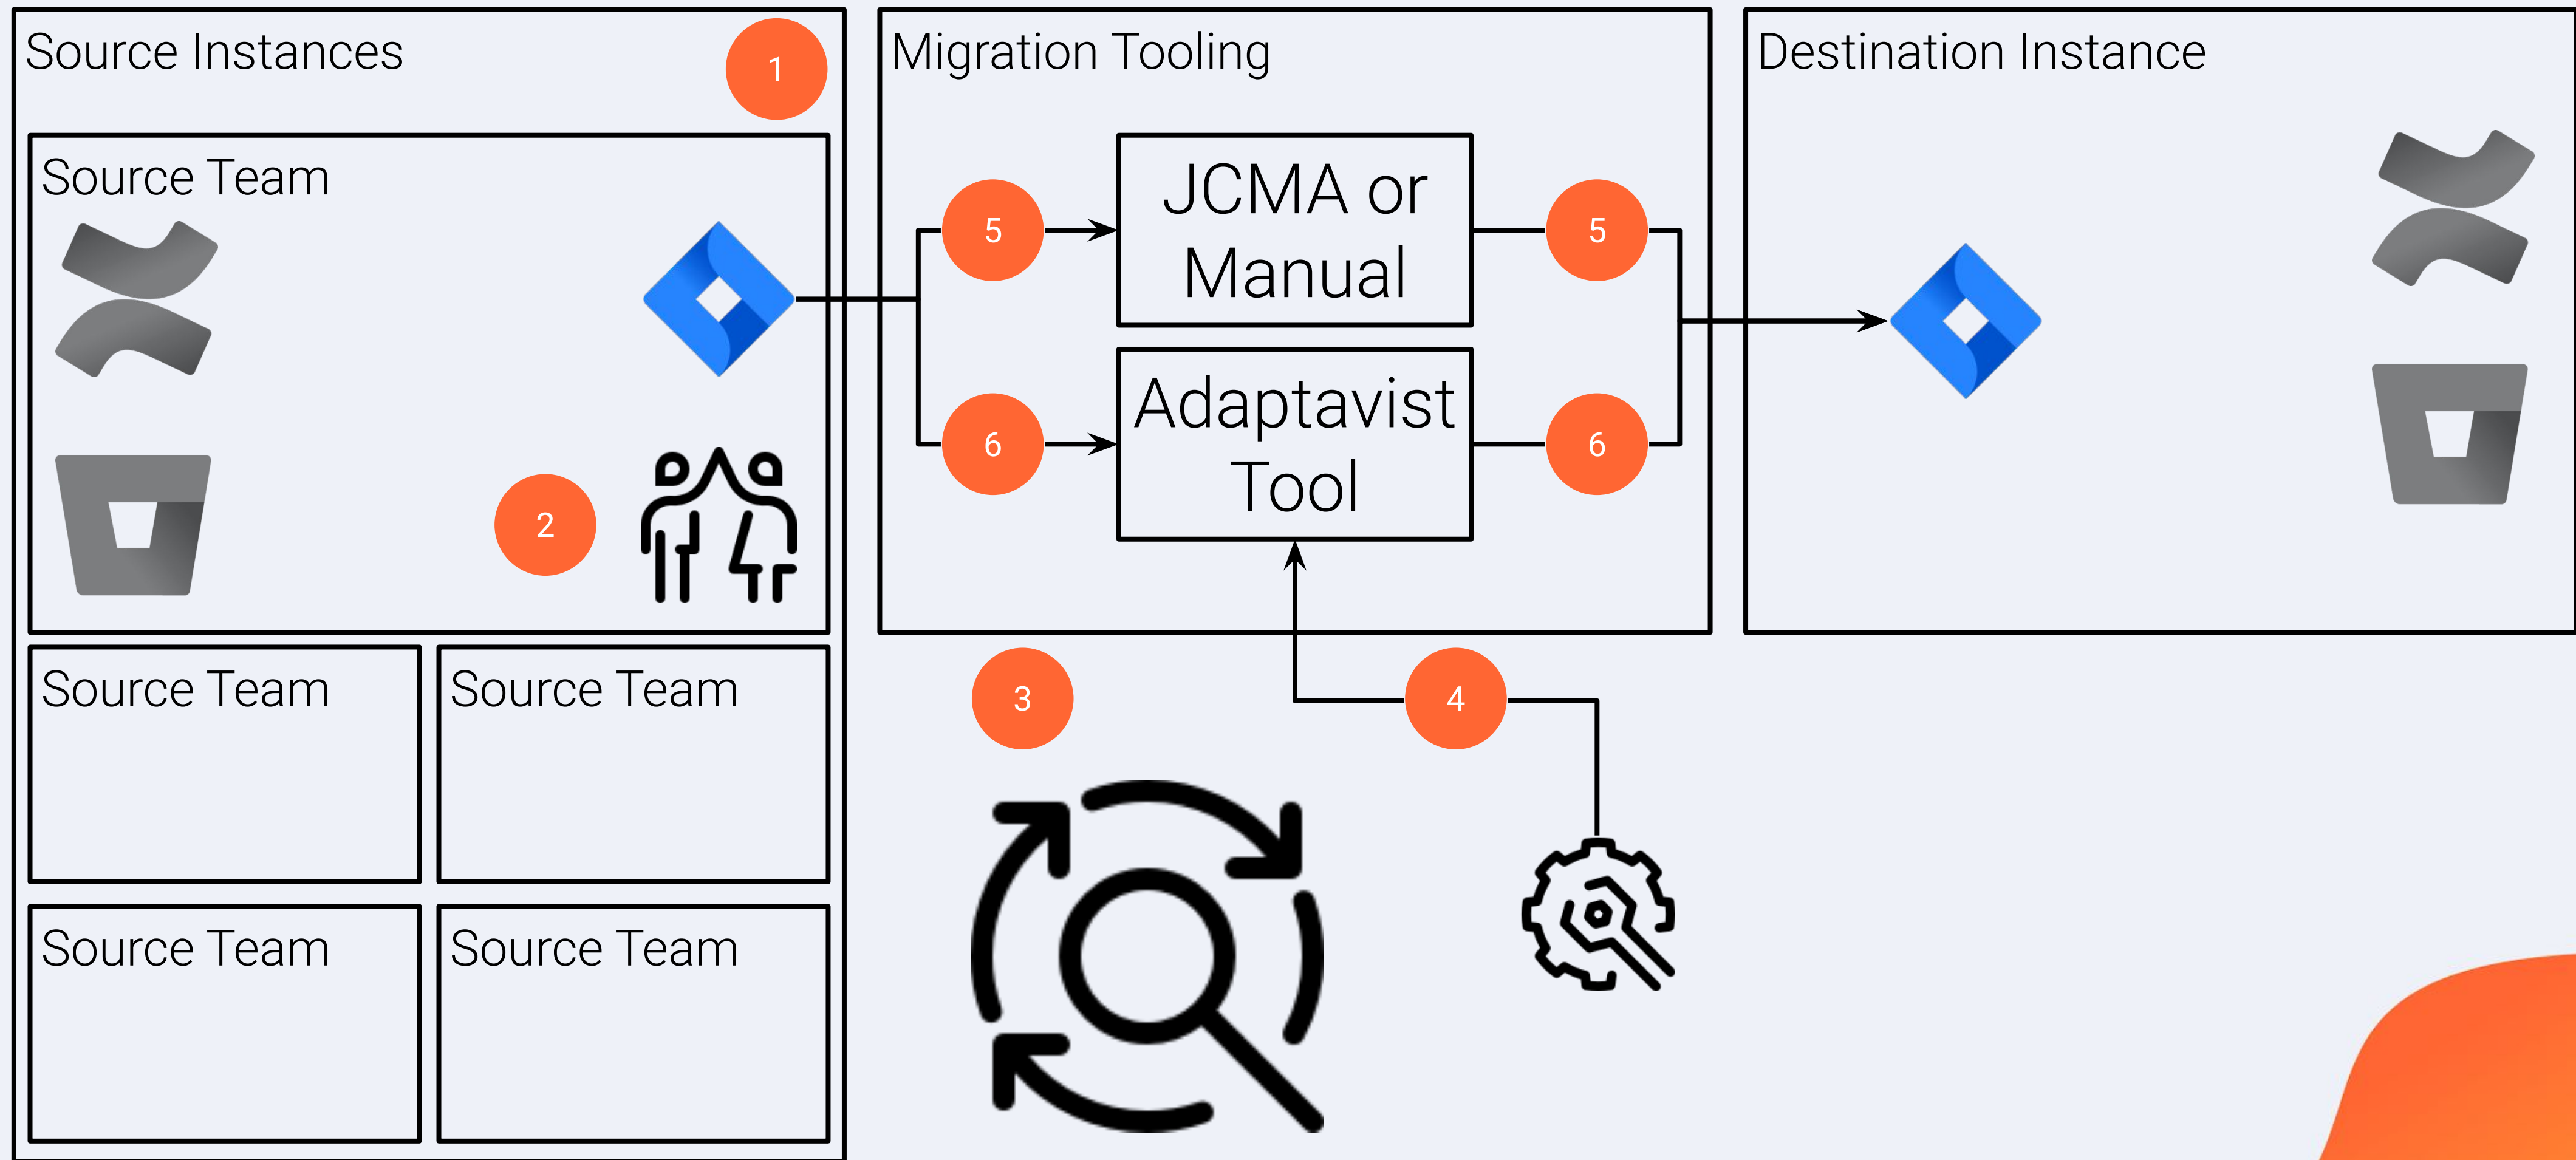 Source Instances
1
Source Team
2
Source Team
Source Team
Source Team
Source Team
Migration Tooling
5
JCMA or
Manual
5
6
Adaptavist
Tool
6
3
4
Destination Instance